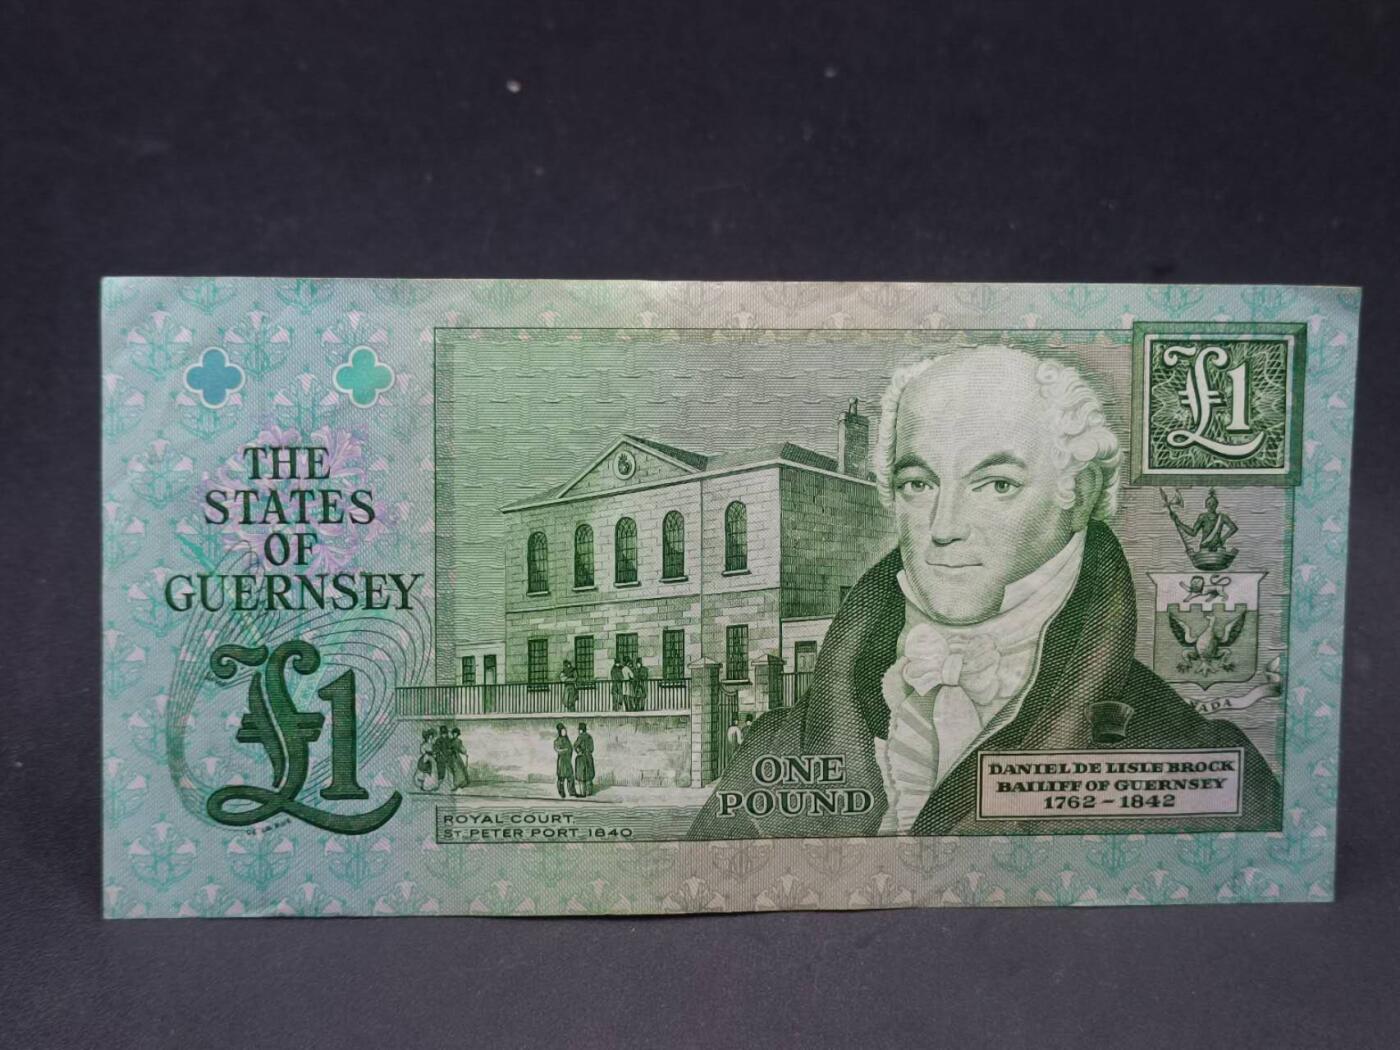 THE
STATES
OF
GUERNSEY
£1
£1
ONE
POUND
ROYAL COURT.
ST. PETER PORT. 1840
DANIEL DE LISLE BROCK
BAILIFF OF GUERNSEY
1762 - 1842